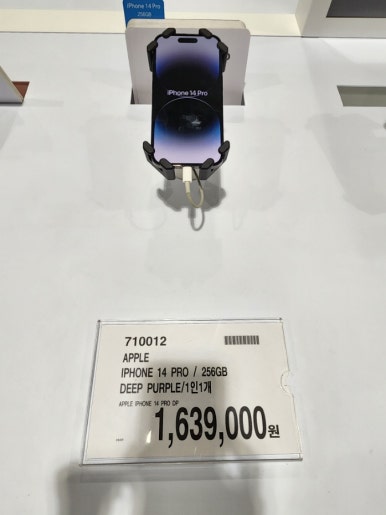 iPhone 14 Pro
256GB
iPhone 14 Pro
710012
APPLE
IPHONE 14 PRO / 256GB
DEEP PURPLE/1인1개
APPLE IPHONE 14 PRO DP
1,639,000원